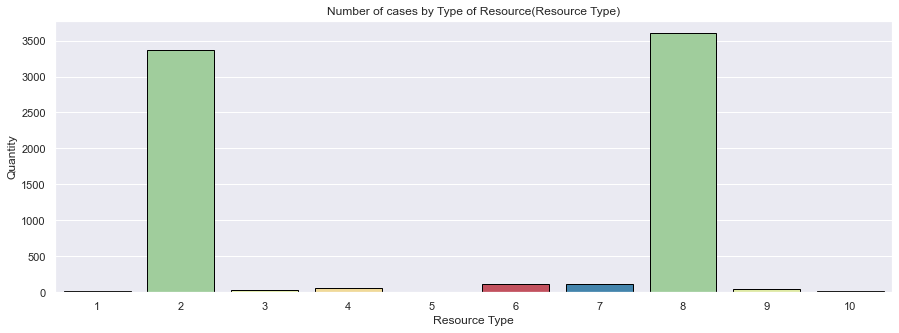 Number of cases by Type of Resource(Resource Type)
3500
3000
2500
2000
1500
1000
500
0
Quantity
1 2 3 4 5 6 7 8 9 10
Resource Type